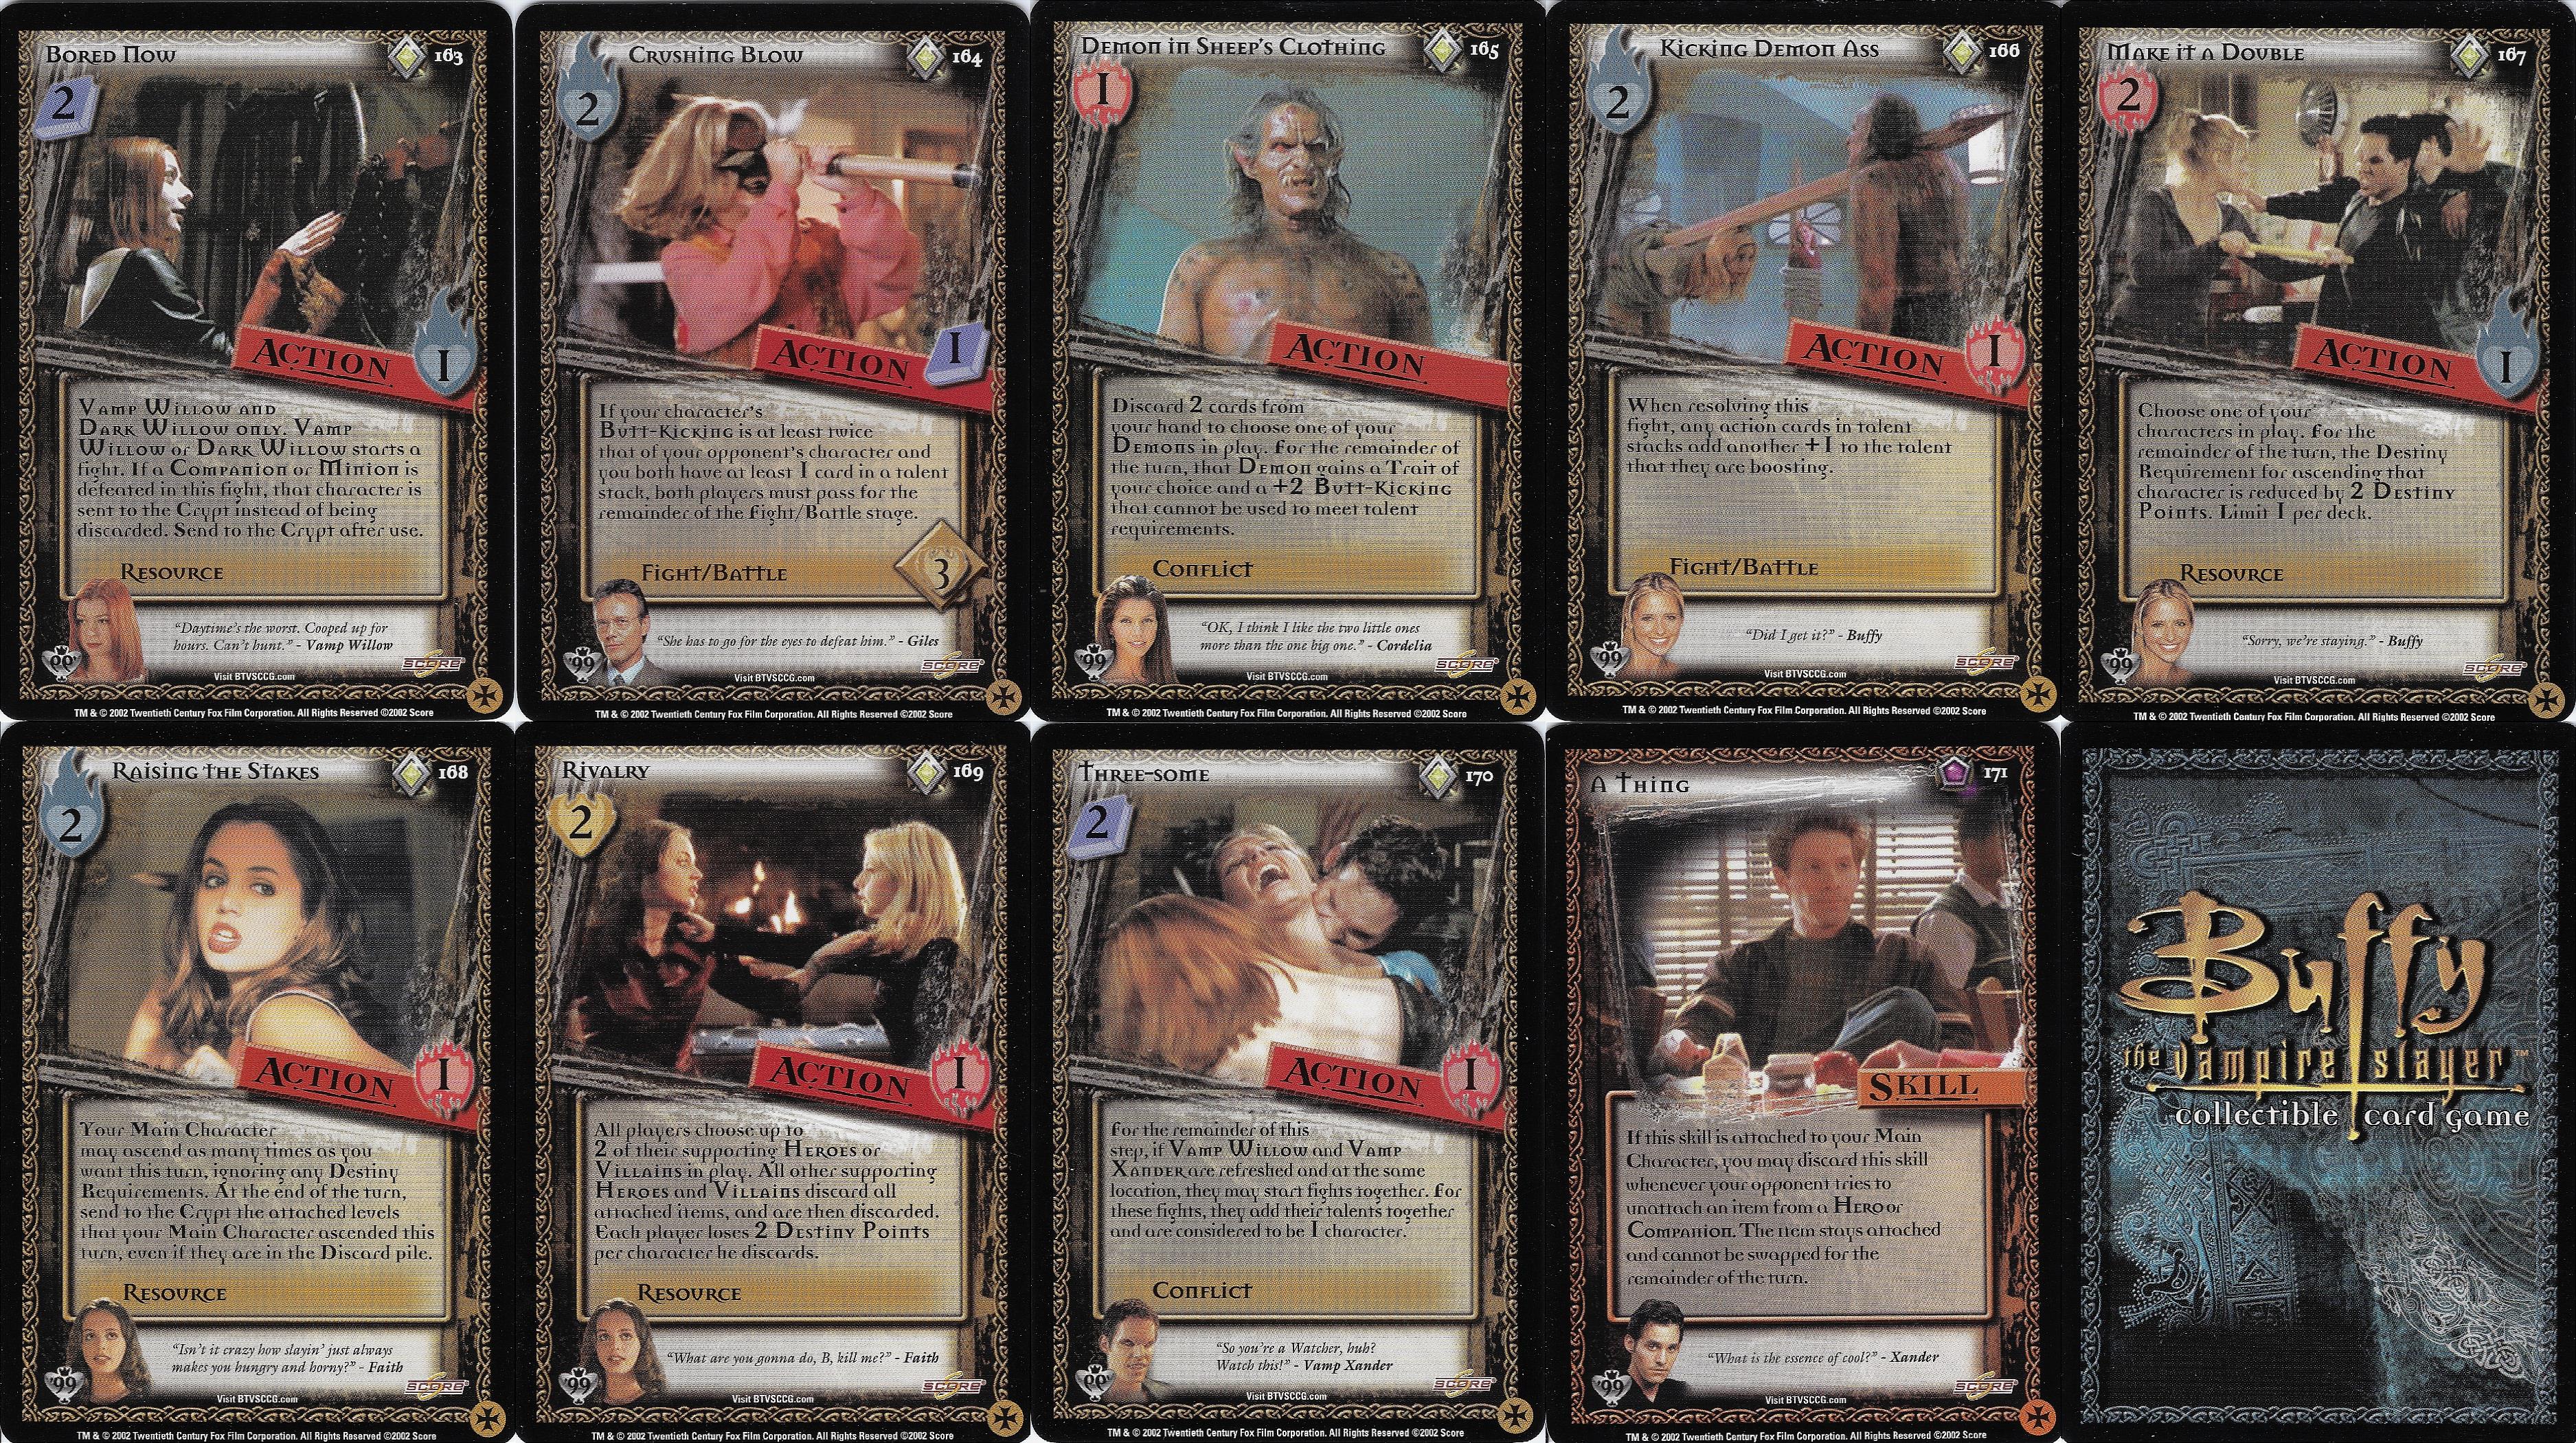 BORED NOW
163
2
ACTION
1
VAMP WILLOW AND
DARK WILLOW ONLY. VAMP
WILLOW or DARK WILLOW starts a
fight. If a COMPANION or MINION is
defeated in this fight, that character is
sent to the Crypt instead of being
discarded. Send to the Crypt after use.
RESOURCE
"Daytime's the worst. Cooped up for
hours. Can't hunt." - Vamp Willow
SCORE
Visit BTVSCCG.com
TM & © 2002 Twentieth Century Fox Film Corporation. All Rights Reserved ©2002 Score
CRUSHING BLOW
164
2
ACTION
1
If your character's
BUTT-KICKING is at least twice
that of your opponent's character and
you both have at least 1 card in a talent
stack, both players must pass for the
remainder of the Fight/Battle stage.
FIGHT/BATTLE
3
'99
"She has to go for the eyes to defeat him." - Giles
SCORE
Visit BTVSCCG.com
TM & © 2002 Twentieth Century Fox Film Corporation. All Rights Reserved ©2002 Score
DEMON IN SHEEP'S CLOTHING
165
1
ACTION
Discard 2 cards from
your hand to choose one of your
DEMONS in play. For the remainder of
the turn, that DEMON gains a Trait of
your choice and a +2 BUTT-KICKING
that cannot be used to meet talent
requirements.
CONFLICT
'99
"OK, I think I like the two little ones
more than the one big one." - Cordelia
SCORE
Visit BTVSCCG.com
TM & © 2002 Twentieth Century Fox Film Corporation. All Rights Reserved ©2002 Score
KICKING DEMON ASS
166
2
ACTION
1
When resolving this
fight, any action cards in talent
stacks add another +1 to the talent
that they are boosting.
FIGHT/BATTLE
'99
"Did I get it?" - Buffy
SCORE
Visit BTVSCCG.com
TM & © 2002 Twentieth Century Fox Film Corporation. All Rights Reserved ©2002 Score
MAKE IT A DOUBLE
167
2
ACTION
1
Choose one of your
characters in play. For the
remainder of the turn, the Destiny
Requirement for ascending that
character is reduced by 2 DESTINY
POINTS. Limit 1 per deck.
RESOURCE
'99
"Sorry, we're staying." - Buffy
SCORE
Visit BTVSCCG.com
TM & © 2002 Twentieth Century Fox Film Corporation. All Rights Reserved ©2002 Score
RAISING THE STAKES
168
2
ACTION
1
Your Main Character
may ascend as many times as you
want this turn, ignoring any Destiny
Requirements. At the end of the turn,
send to the Crypt the attached levels
that your Main Character ascended this
turn, even if they are in the Discard pile.
RESOURCE
'99
"Isn't it crazy how slayin' just always
makes you hungry and horny?" - Faith
SCORE
Visit BTVSCCG.com
TM & © 2002 Twentieth Century Fox Film Corporation. All Rights Reserved ©2002 Score
RIVALRY
169
2
ACTION
1
All players choose up to
2 of their supporting HEROES or
VILLAINS in play. All other supporting
HEROES and VILLAINS discard all
attached items, and are then discarded.
Each player loses 2 DESTINY POINTS
per character he discards.
RESOURCE
'99
"What are you gonna do, B, kill me?" - Faith
SCORE
Visit BTVSCCG.com
TM & © 2002 Twentieth Century Fox Film Corporation. All Rights Reserved ©2002 Score
THREE-SOME
170
2
ACTION
1
For the remainder of this
step, if VAMP WILLOW and VAMP
XANDER are refreshed and at the same
location, they may start fights together. For
these fights, they add their talents together
and are considered to be 1 character.
CONFLICT
"So you're a Watcher, huh?
Watch this!" - Vamp Xander
SCORE
Visit BTVSCCG.com
TM & © 2002 Twentieth Century Fox Film Corporation. All Rights Reserved ©2002 Score
A THING
171
SKILL
If this skill is attached to your Main
Character, you may discard this skill
whenever your opponent tries to
unattach an item from a HERO or
COMPANION. The item stays attached
and cannot be swapped for the
remainder of the turn.
'99
"What is the essence of cool?" - Xander
SCORE
Visit BTVSCCG.com
TM & © 2002 Twentieth Century Fox Film Corporation. All Rights Reserved ©2002 Score
Buffy
the vampire slayer™
collectible card game